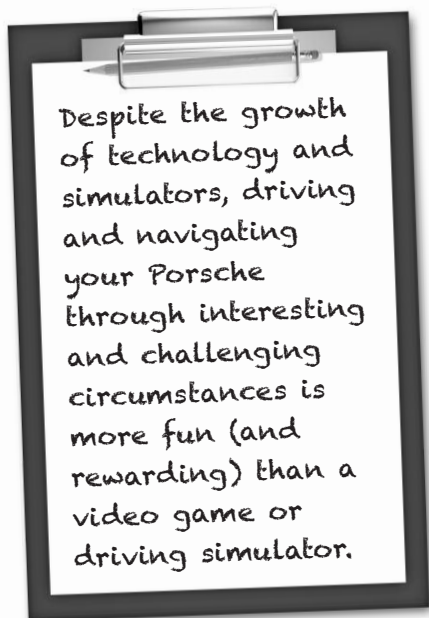 Despite the growth
of technology and
simulators, driving
and navigating
your Porsche
through interesting
and challenging
circumstances is
more fun (and
rewarding) than a
video game or
driving simulator.